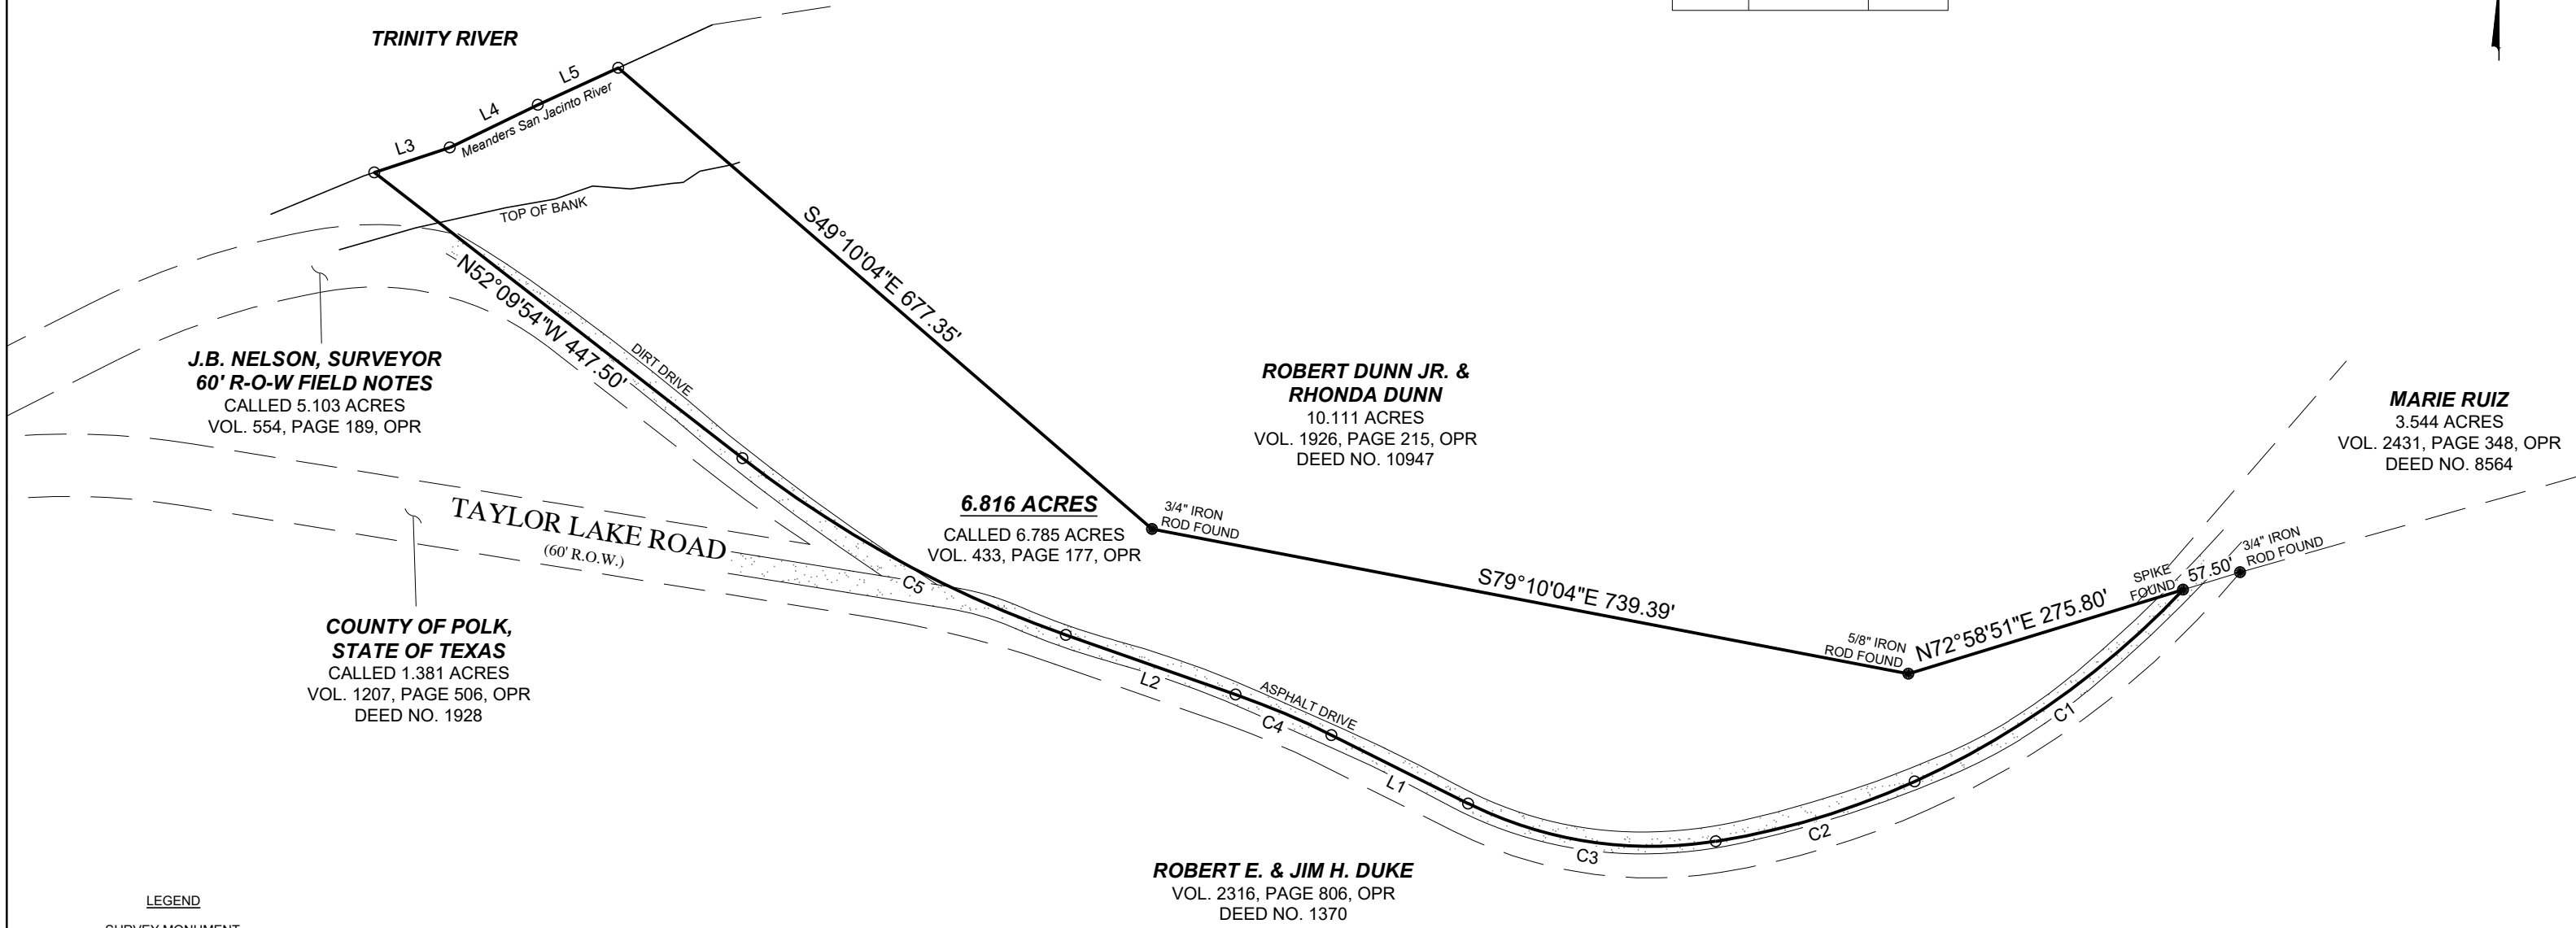 TRINITY RIVER
L5
L4
L3
Meanders San Jacinto River
TOP OF BANK
S49°10'04"E 677.35'
N52°09'54"W 447.50'
DIRT DRIVE
J.B. NELSON, SURVEYOR
60' R-O-W FIELD NOTES
CALLED 5.103 ACRES
VOL. 554, PAGE 189, OPR
ROBERT DUNN JR. &
RHONDA DUNN
10.111 ACRES
VOL. 1926, PAGE 215, OPR
DEED NO. 10947
MARIE RUIZ
3.544 ACRES
VOL. 2431, PAGE 348, OPR
DEED NO. 8564
6.816 ACRES
CALLED 6.785 ACRES
VOL. 433, PAGE 177, OPR
3/4" IRON
ROD FOUND
TAYLOR LAKE ROAD
(60' R.O.W.)
S79°10'04"E 739.39'
5/8" IRON
ROD FOUND
N72°58'51"E 275.80'
SPIKE
FOUND
57.50'
3/4" IRON
ROD FOUND
C5
COUNTY OF POLK,
STATE OF TEXAS
CALLED 1.381 ACRES
VOL. 1207, PAGE 506, OPR
DEED NO. 1928
L2
ASPHALT DRIVE
C4
L1
C3
C2
C1
ROBERT E. & JIM H. DUKE
VOL. 2316, PAGE 806, OPR
DEED NO. 1370
LEGEND
SURVEY MONUMENT